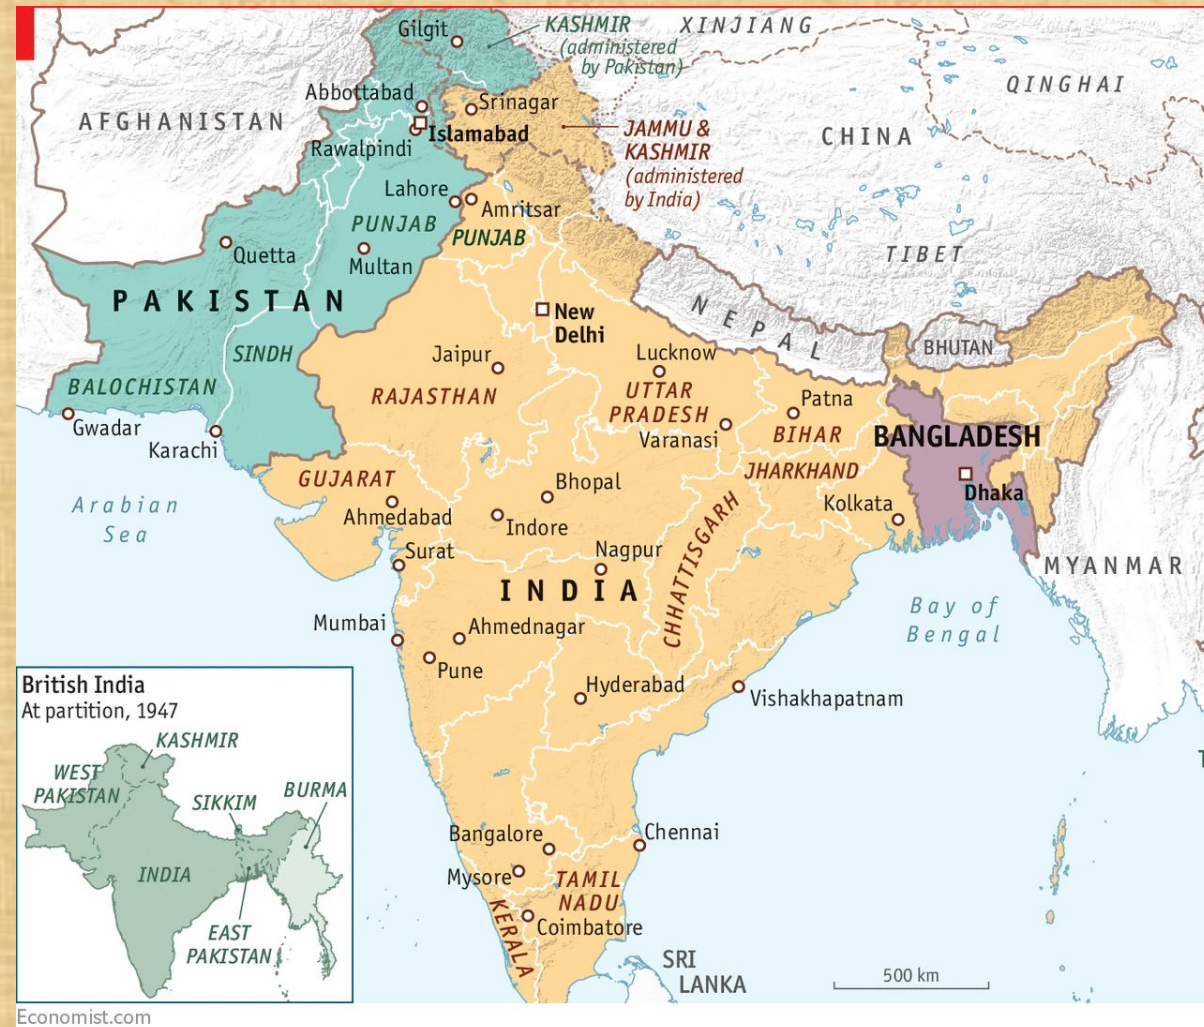 Gilgit
KASHMIR
(administered
by Pakistan)
XINJIANG
QINGHAI
Abbottabad
Srinagar
AFGHANISTAN
Islamabad
Rawalpindi
JAMMU &
KASHMIR
(administered
by India)
CHINA
Lahore
Amritsar
PUNJAB
PUNJAB
Quetta
Multan
TIBET
PAKISTAN
New
Delhi
NEPAL
SINDH
Jaipur
Lucknow
BHUTAN
BALOCHISTAN
RAJASTHAN
UTTAR
PRADESH
Patna
Gwadar
Karachi
Varanasi
BIHAR
BANGLADESH
GUJARAT
JHARKHAND
Bhopal
Dhaka
Arabian
Sea
Ahmedabad
Indore
Kolkata
CHHATTISGARH
Surat
Nagpur
MYANMAR
INDIA
Bay of
Bengal
Mumbai
Ahmednagar
Pune
Hyderabad
Vishakhapatnam
British India
At partition, 1947
KASHMIR
WEST
PAKISTAN
SIKKIM
BURMA
INDIA
EAST
PAKISTAN
Bangalore
Chennai
Mysore
TAMIL
NADU
KERALA
Coimbatore
SRI
LANKA
500 km
T
Economist.com